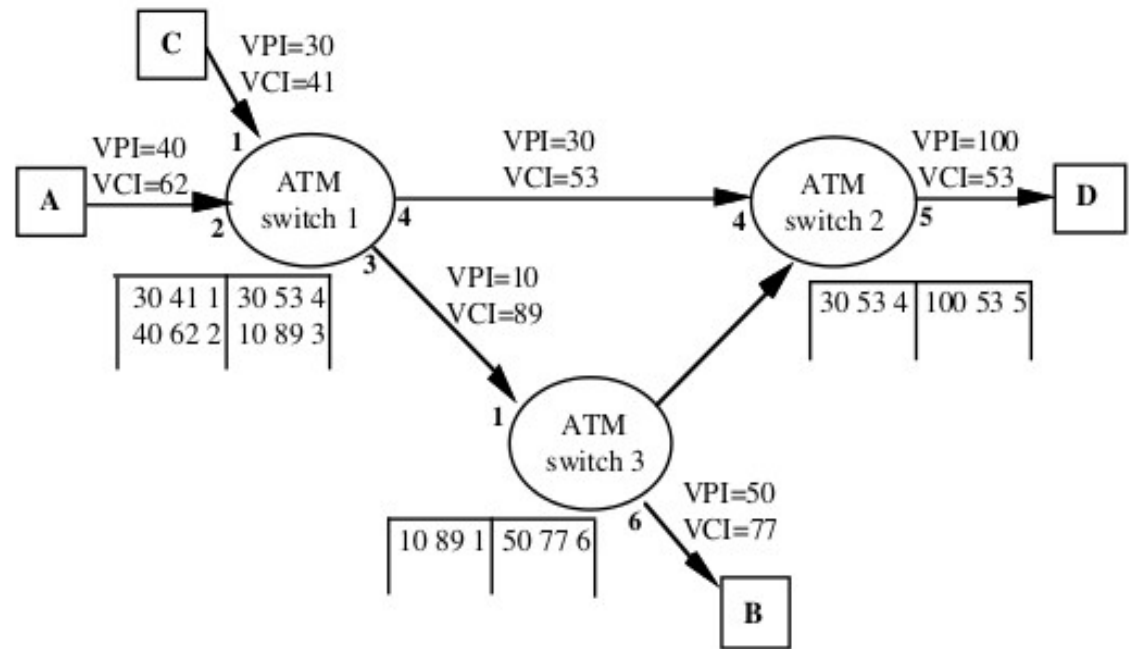 C
VPI=30
VCI=41
VPI=40
VCI=62
A
1
2
ATM
switch 1
4
3
VPI=30
VCI=53
4
ATM
switch 2
5
VPI=100
VCI=53
D
30 41 1 30 53 4
40 62 2 10 89 3
VPI=10
VCI=89
30 53 4 100 53 5
1
ATM
switch 3
6
VPI=50
VCI=77
10 89 1 50 77 6
B